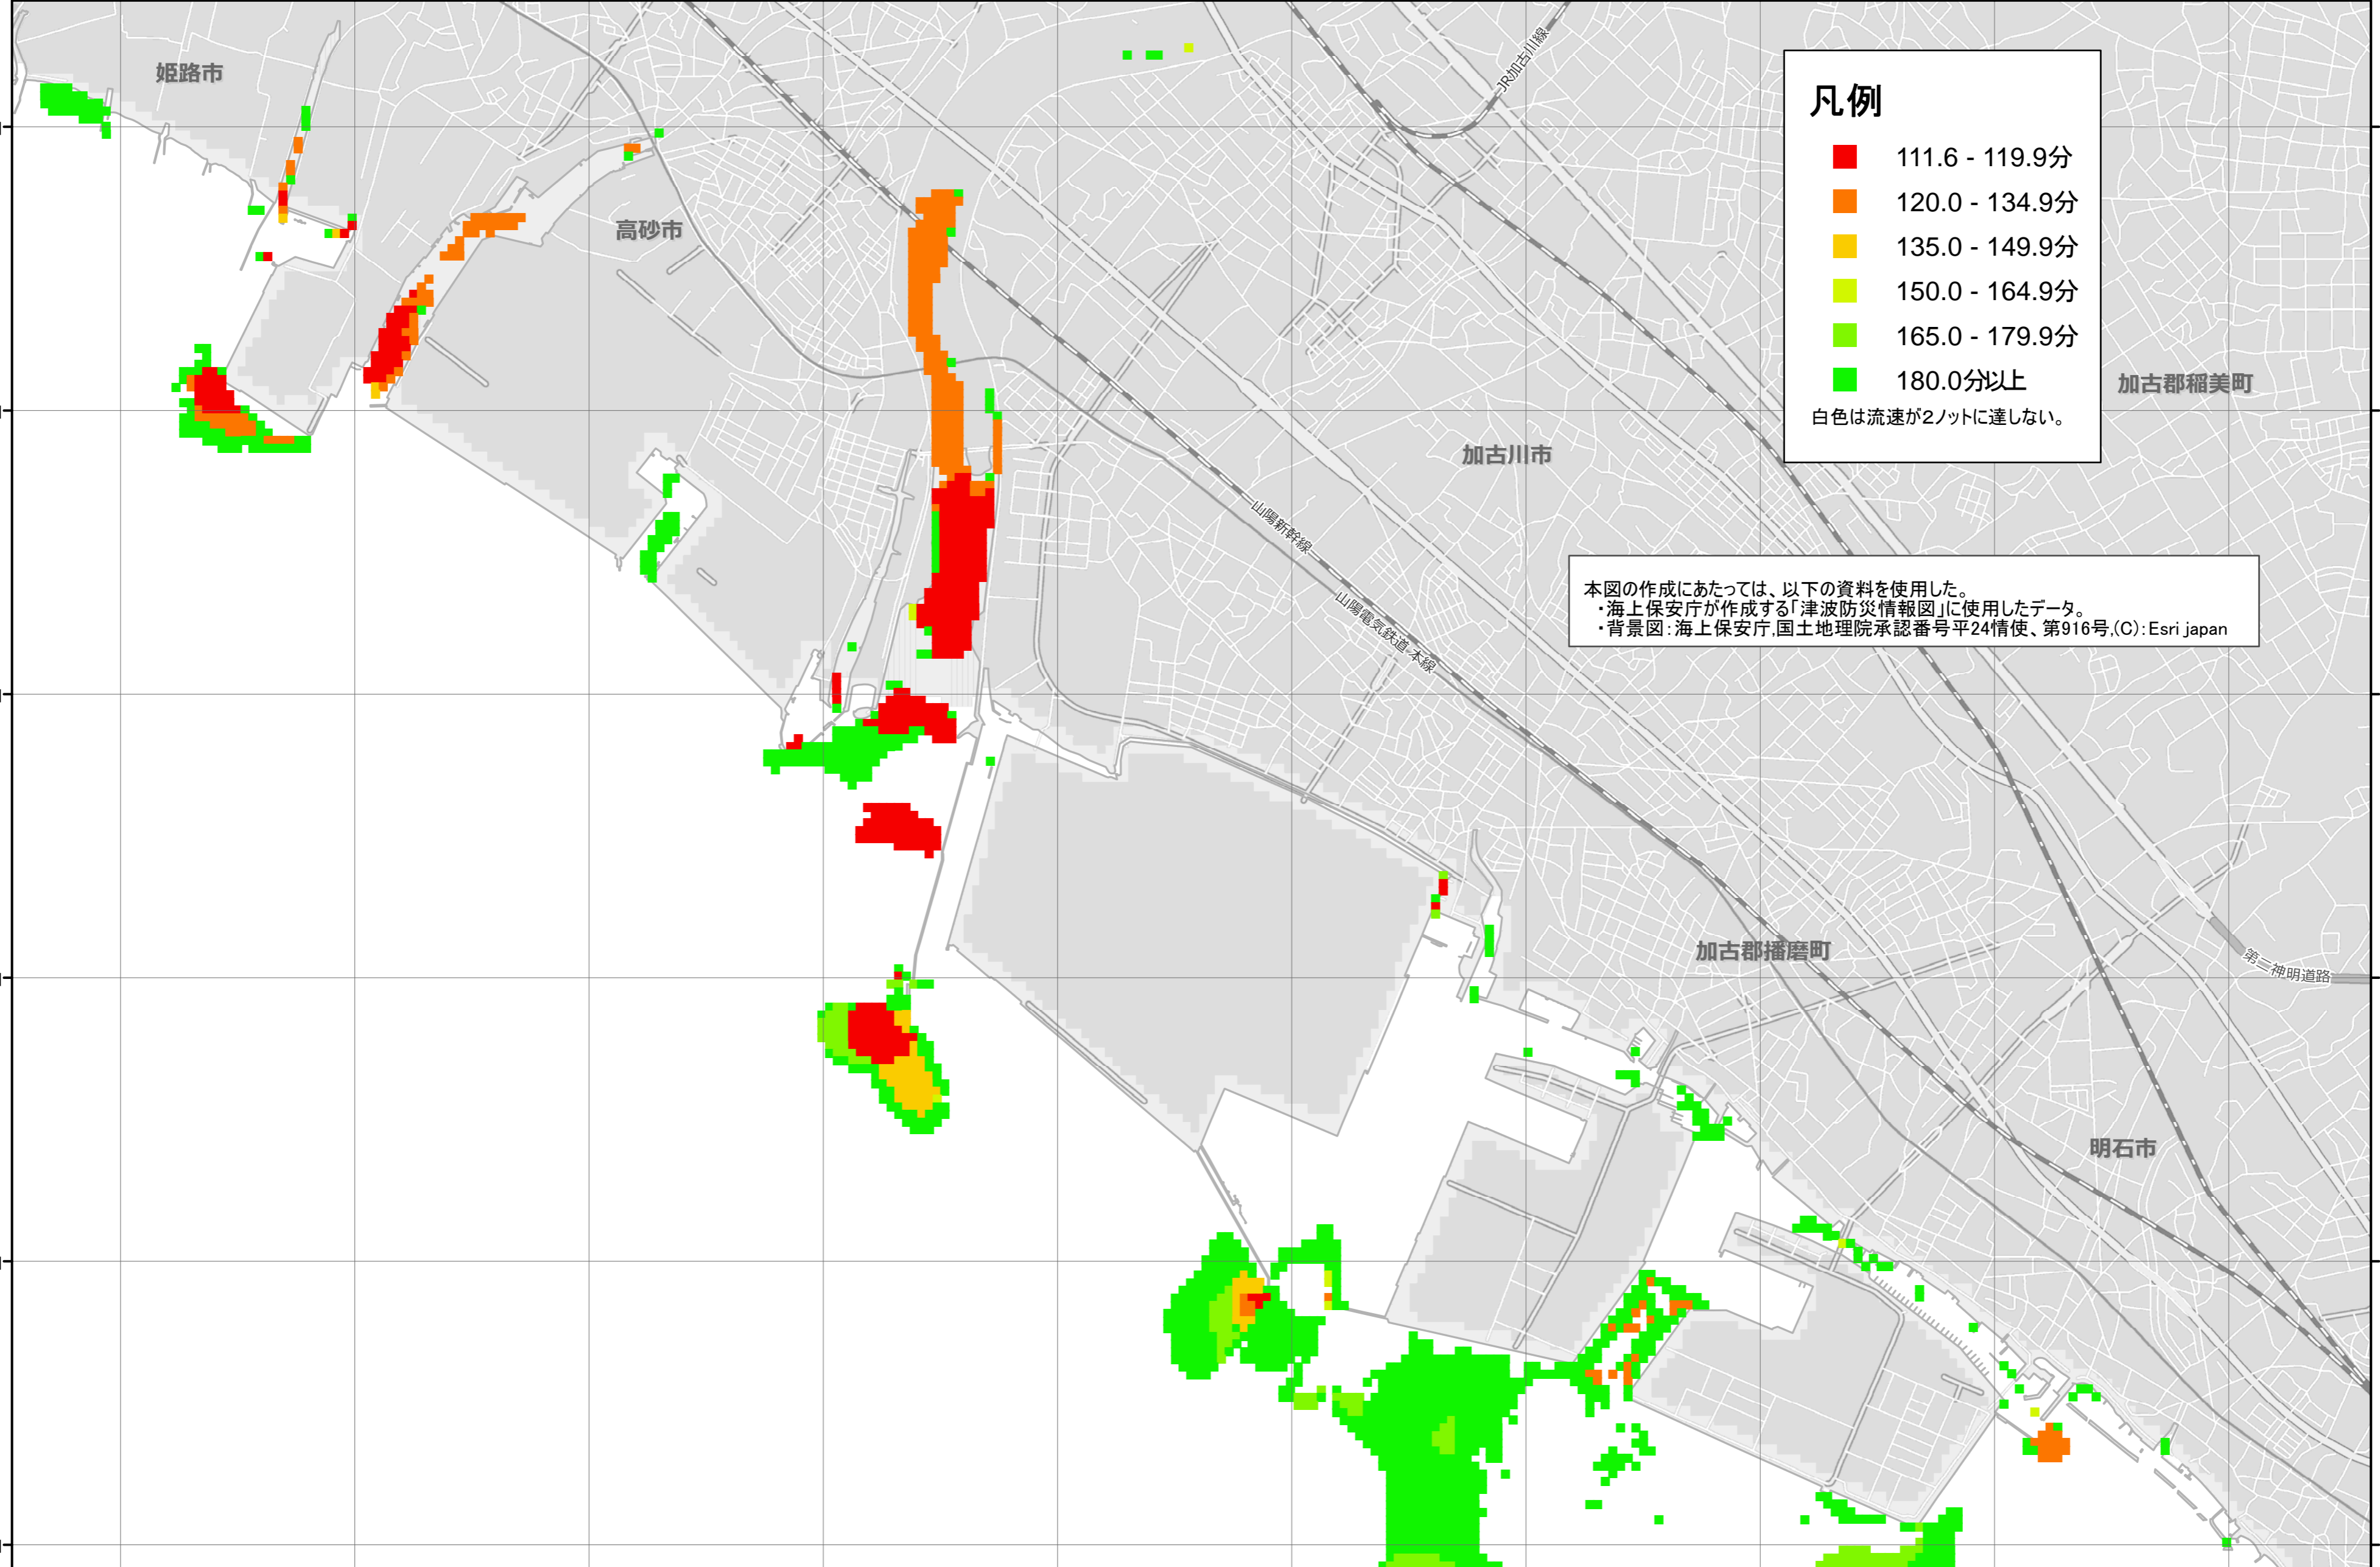 姫路市
高砂市
JR加古川線
凡例
111.6 - 119.9分
120.0 - 134.9分
135.0 - 149.9分
150.0 - 164.9分
165.0 - 179.9分
180.0分以上
白色は流速が2ノットに達しない。
加古郡稲美町
加古川市
山陽新幹線
山陽電気鉄道 本線
本図の作成にあたっては、以下の資料を使用した。
・海上保安庁が作成する「津波防災情報図」に使用したデータ。
・背景図：海上保安庁,国土地理院承認番号平24情使、第916号,(C)：Esri japan
加古郡播磨町
第二神明道路
明石市